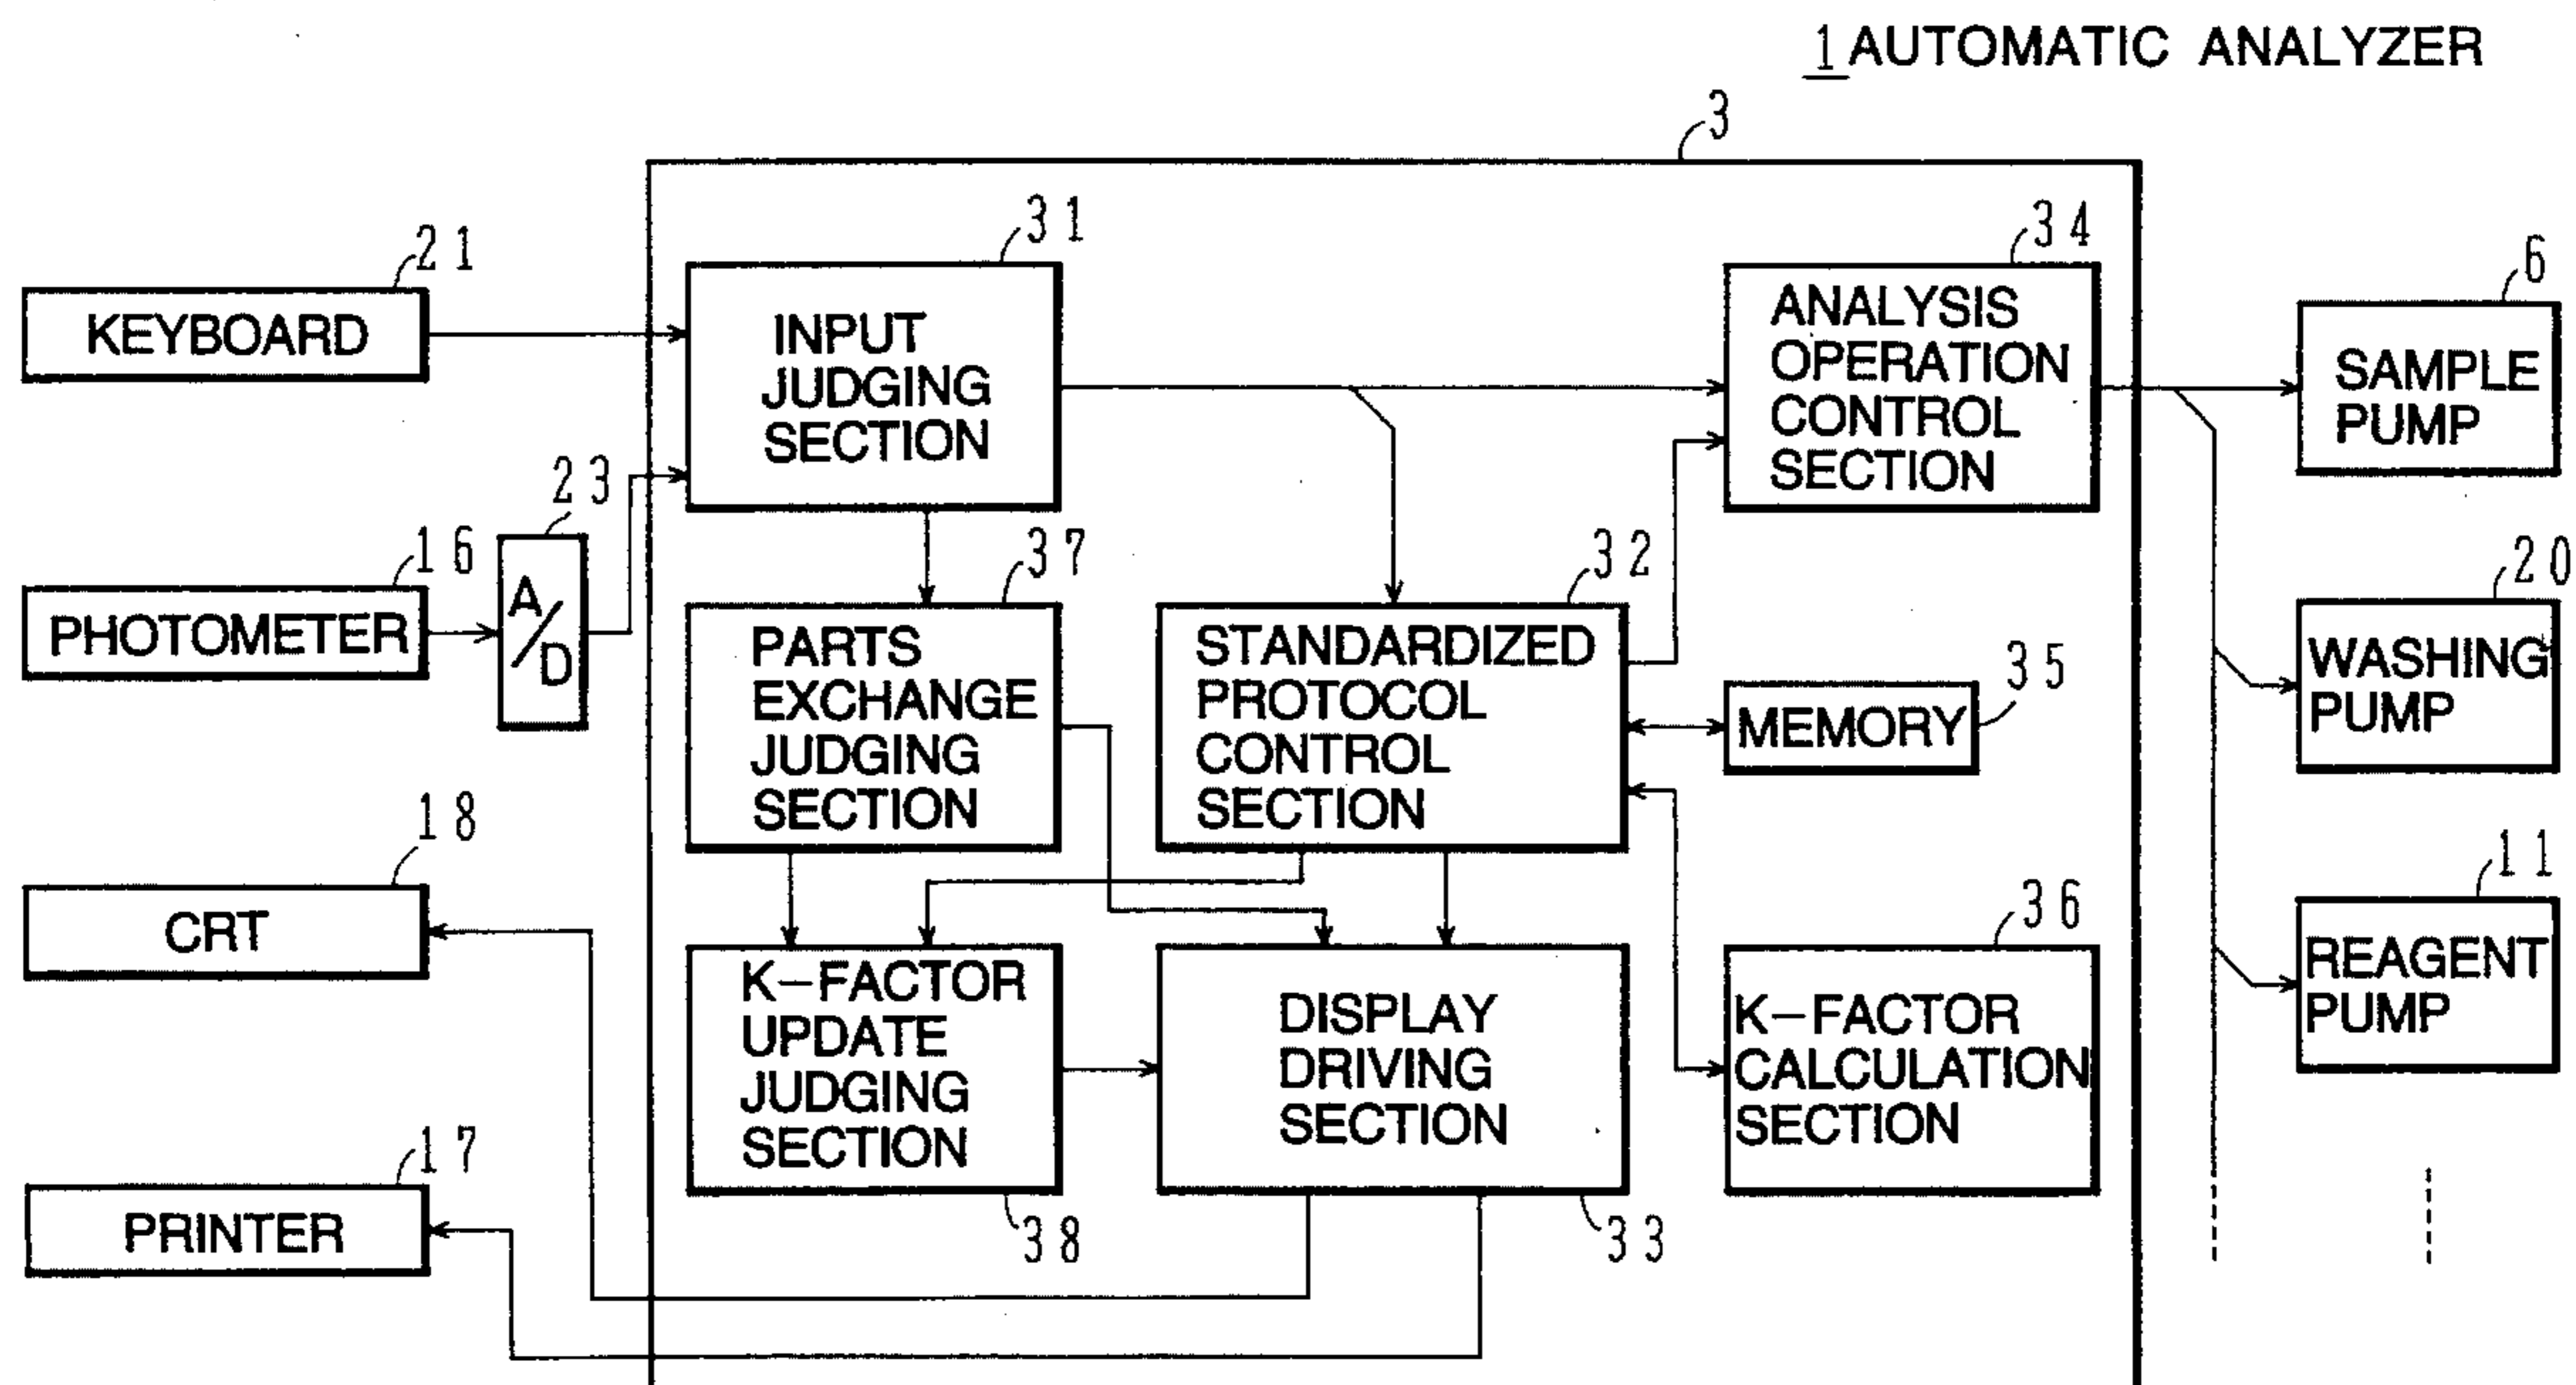 1 AUTOMATIC ANALYZER
3
21
KEYBOARD
31
INPUT
JUDGING
SECTION
34
ANALYSIS
OPERATION
CONTROL
SECTION
6
SAMPLE
PUMP
16
PHOTOMETER
23
A/D
37
PARTS
EXCHANGE
JUDGING
SECTION
32
STANDARDIZED
PROTOCOL
CONTROL
SECTION
35
MEMORY
20
WASHING
PUMP
18
CRT
38
K-FACTOR
UPDATE
JUDGING
SECTION
33
DISPLAY
DRIVING
SECTION
36
K-FACTOR
CALCULATION
SECTION
11
REAGENT
PUMP
17
PRINTER